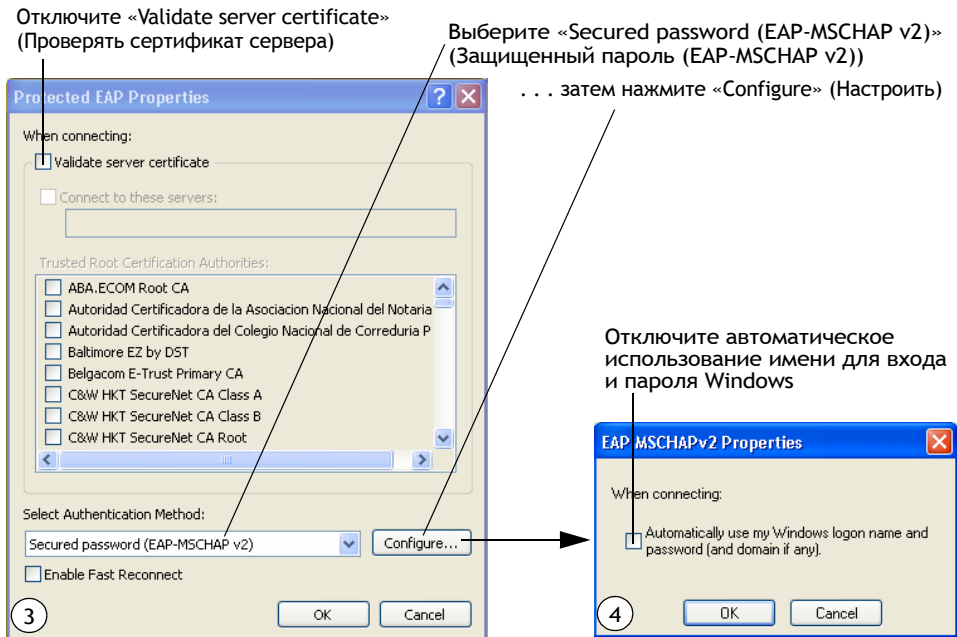 Отключите «Validate server certificate»
(Проверять сертификат сервера)
Выберите «Secured password (EAP-MSCHAP v2)»
(Защищенный пароль (EAP-MSCHAP v2))
. . . затем нажмите «Configure» (Настроить)
Protected EAP Properties
When connecting:
Validate server certificate
Connect to these servers:
Trusted Root Certification Authorities:
ABA.ECOM Root CA
Autoridad Certificadora de la Asociacion Nacional del Notaria
Autoridad Certificadora del Colegio Nacional de Correduria P
Baltimore EZ by DST
Belgacom E-Trust Primary CA
C&W HKT SecureNet CA Class A
C&W HKT SecureNet CA Class B
C&W HKT SecureNet CA Root
Select Authentication Method:
Secured password (EAP-MSCHAP v2)
Configure...
Enable Fast Reconnect
3
OK
Cancel
Отключите автоматическое
использование имени для входа
и пароля Windows
EAP MSCHAPv2 Properties
When connecting:
Automatically use my Windows logon name and
password (and domain if any).
4
OK
Cancel